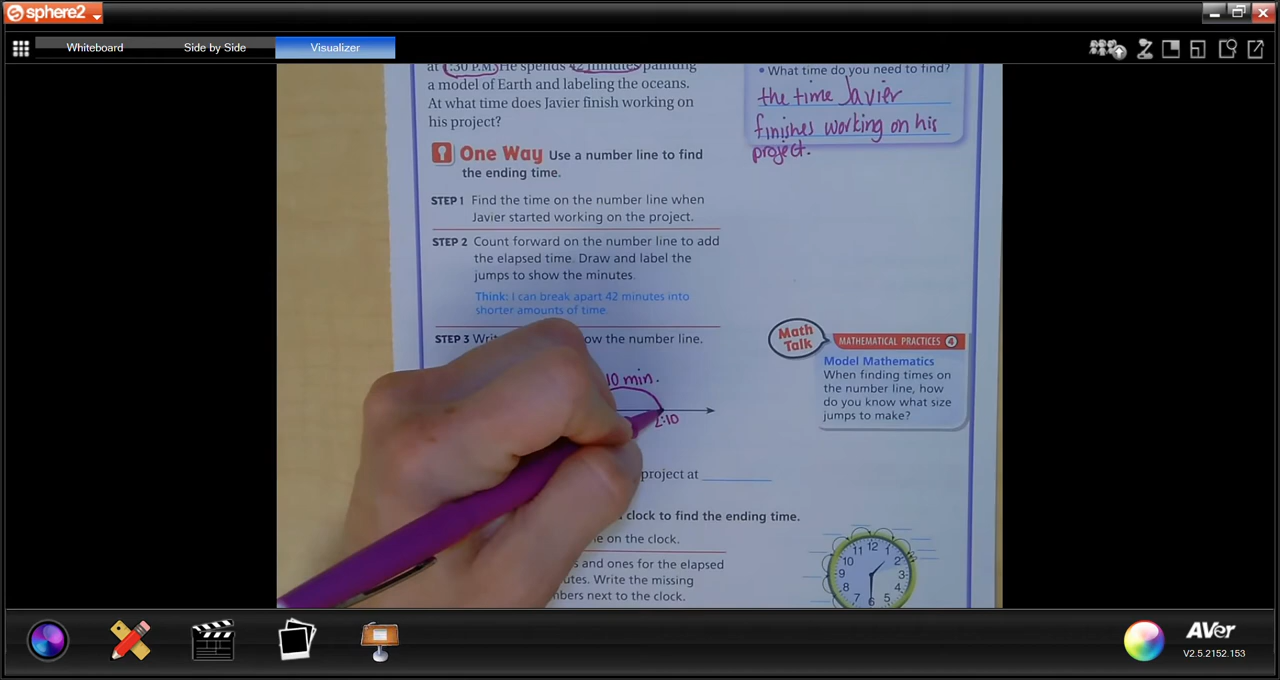 sphere2
Whiteboard
Side by Side
Visualizer
at 1:30 P.M. He spends 42 minutes painting
a model of Earth and labeling the oceans.
At what time does Javier finish working on
his project?
• What time do you need to find?
the time Javier
finishes working on his
project.
One Way Use a number line to find
the ending time.
STEP 1 Find the time on the number line when
Javier started working on the project.
STEP 2 Count forward on the number line to add
the elapsed time. Draw and label the
jumps to show the minutes.
Think: I can break apart 42 minutes into
shorter amounts of time.
STEP 3 the number line.
10 min.
2:10
project at
clock to find the ending time.
on the clock.
and ones for the elapsed
Write the missing
next to the clock.
Math
Talk
MATHEMATICAL PRACTICES 4
Model Mathematics
When finding times on
the number line, how
do you know what size
jumps to make?
11 12 1
10 2
9 3
8
7 6 5
AVer
V2.5.2152.153